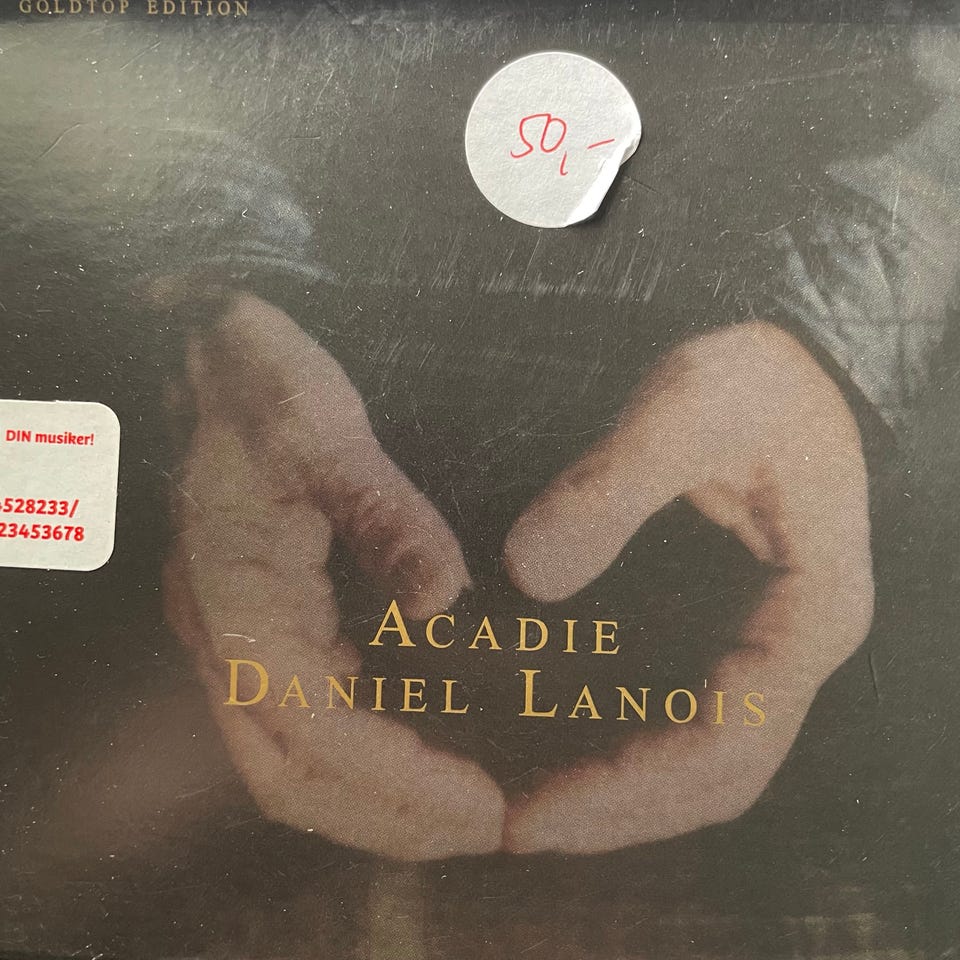 GOLDTOP EDITION
50,-
DIN musiker!
528233/
23453678
ACADIE
DANIEL LANOIS